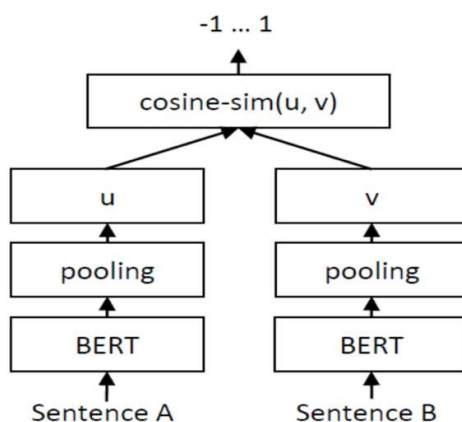 -1 ... 1
cosine-sim(u, v)
u
v
pooling
pooling
BERT
BERT
Sentence A
Sentence B